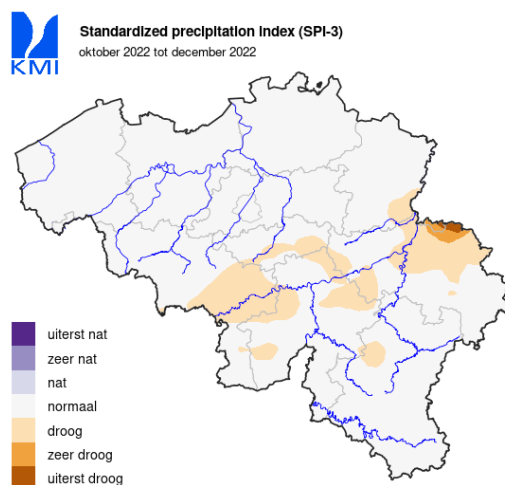 Standardized precipitation index (SPI-3)
oktober 2022 tot december 2022
KMI
uiterst nat
zeer nat
nat
normaal
droog
zeer droog
uiterst droog